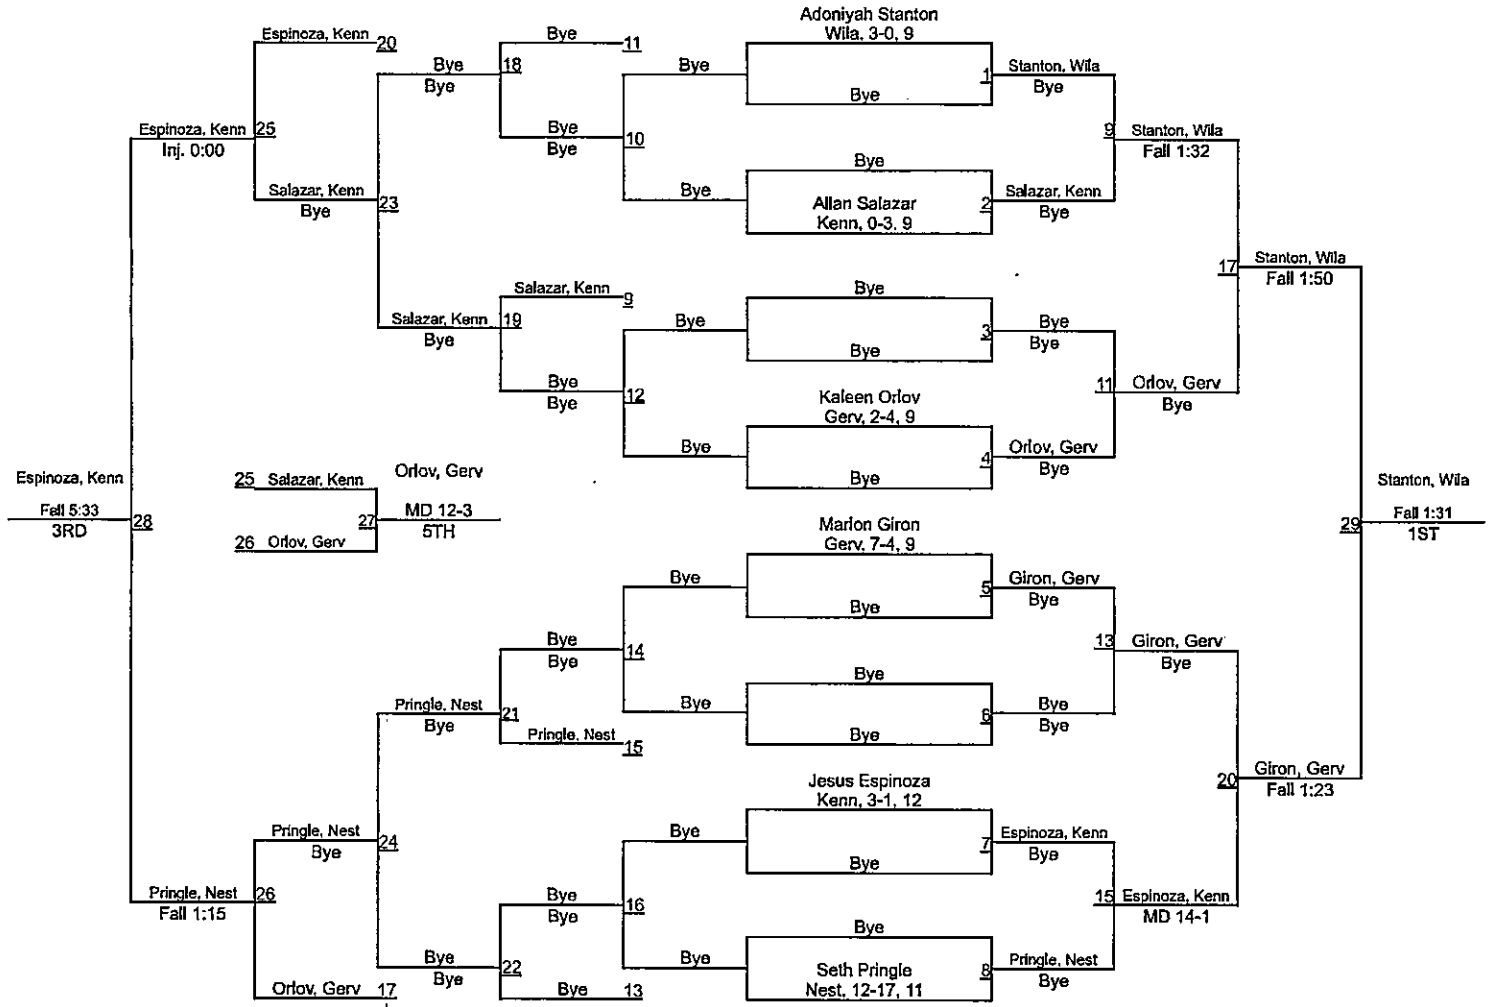 Adoniyah Stanton
Wila, 3-0, 9
Espinoza, Kenn 20
Bye 11
Bye 18
Bye
Bye
1 Stanton, Wila
Bye
Bye
Espinoza, Kenn 25
Inj. 0:00
Bye 10
Bye
9 Stanton, Wila
Fall 1:32
Bye
Salazar, Kenn 23
Bye
Bye
Allan Salazar
Kenn, 0-3, 9
2 Salazar, Kenn
Bye
17 Stanton, Wila
Fall 1:50
Salazar, Kenn 9
Bye
Salazar, Kenn 19
Bye
Bye
3 Bye
Bye
Bye
Bye 12
Bye
11 Orlov, Gerv
Bye
Kaleen Orlov
Gerv, 2-4, 9
Bye
4 Orlov, Gerv
Bye
Bye
Espinoza, Kenn
Fall 5:33
3RD
28
25 Salazar, Kenn
26 Orlov, Gerv
27
Orlov, Gerv
MD 12-3
5TH
Stanton, Wila
29 Fall 1:31
1ST
Marlon Giron
Gerv, 7-4, 9
Bye
5 Giron, Gerv
Bye
Bye
Bye 14
Bye
13 Giron, Gerv
Bye
Bye
Pringle, Nest 21
Bye
Bye
6 Bye
Bye
Bye
Pringle, Nest 15
20 Giron, Gerv
Fall 1:23
Jesus Espinoza
Kenn, 3-1, 12
Pringle, Nest 24
Bye
Bye
7 Espinoza, Kenn
Bye
Bye
Pringle, Nest 26
Fall 1:15
Bye 16
Bye
15 Espinoza, Kenn
MD 14-1
Bye
Bye 22
Bye
Bye
Seth Pringle
Nest, 12-17, 11
8 Pringle, Nest
Bye
Orlov, Gerv 17
Bye 13